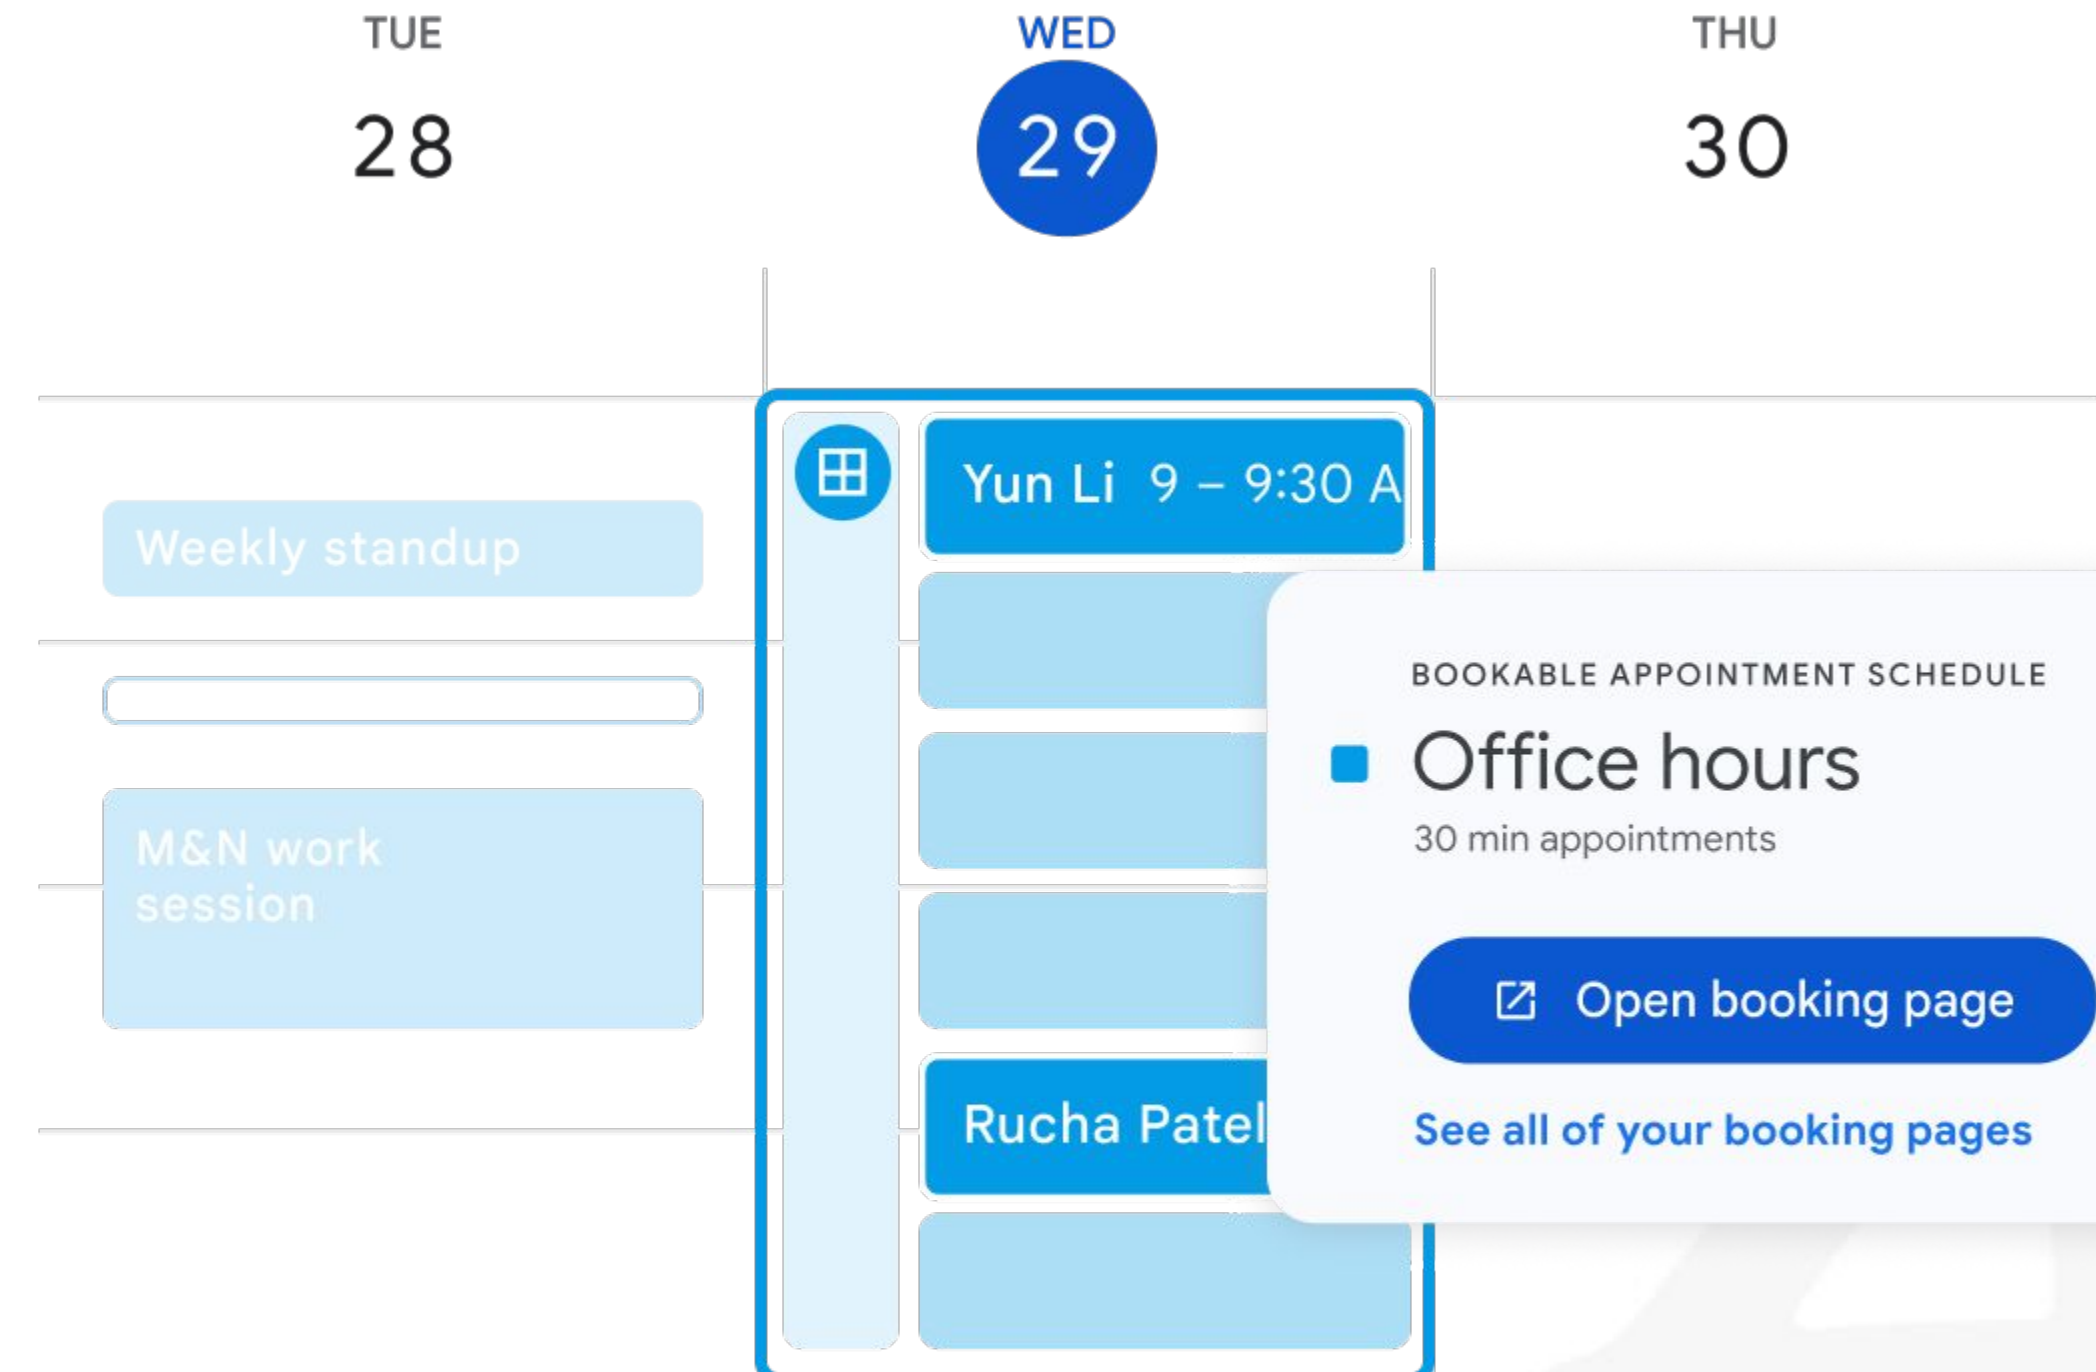 TUE
WED
THU
28
29
30
Yun Li 9 – 9:30 A
Weekly standup
M&N work
session
Rucha Patel
BOOKABLE APPOINTMENT SCHEDULE
Office hours
30 min appointments
Open booking page
See all of your booking pages